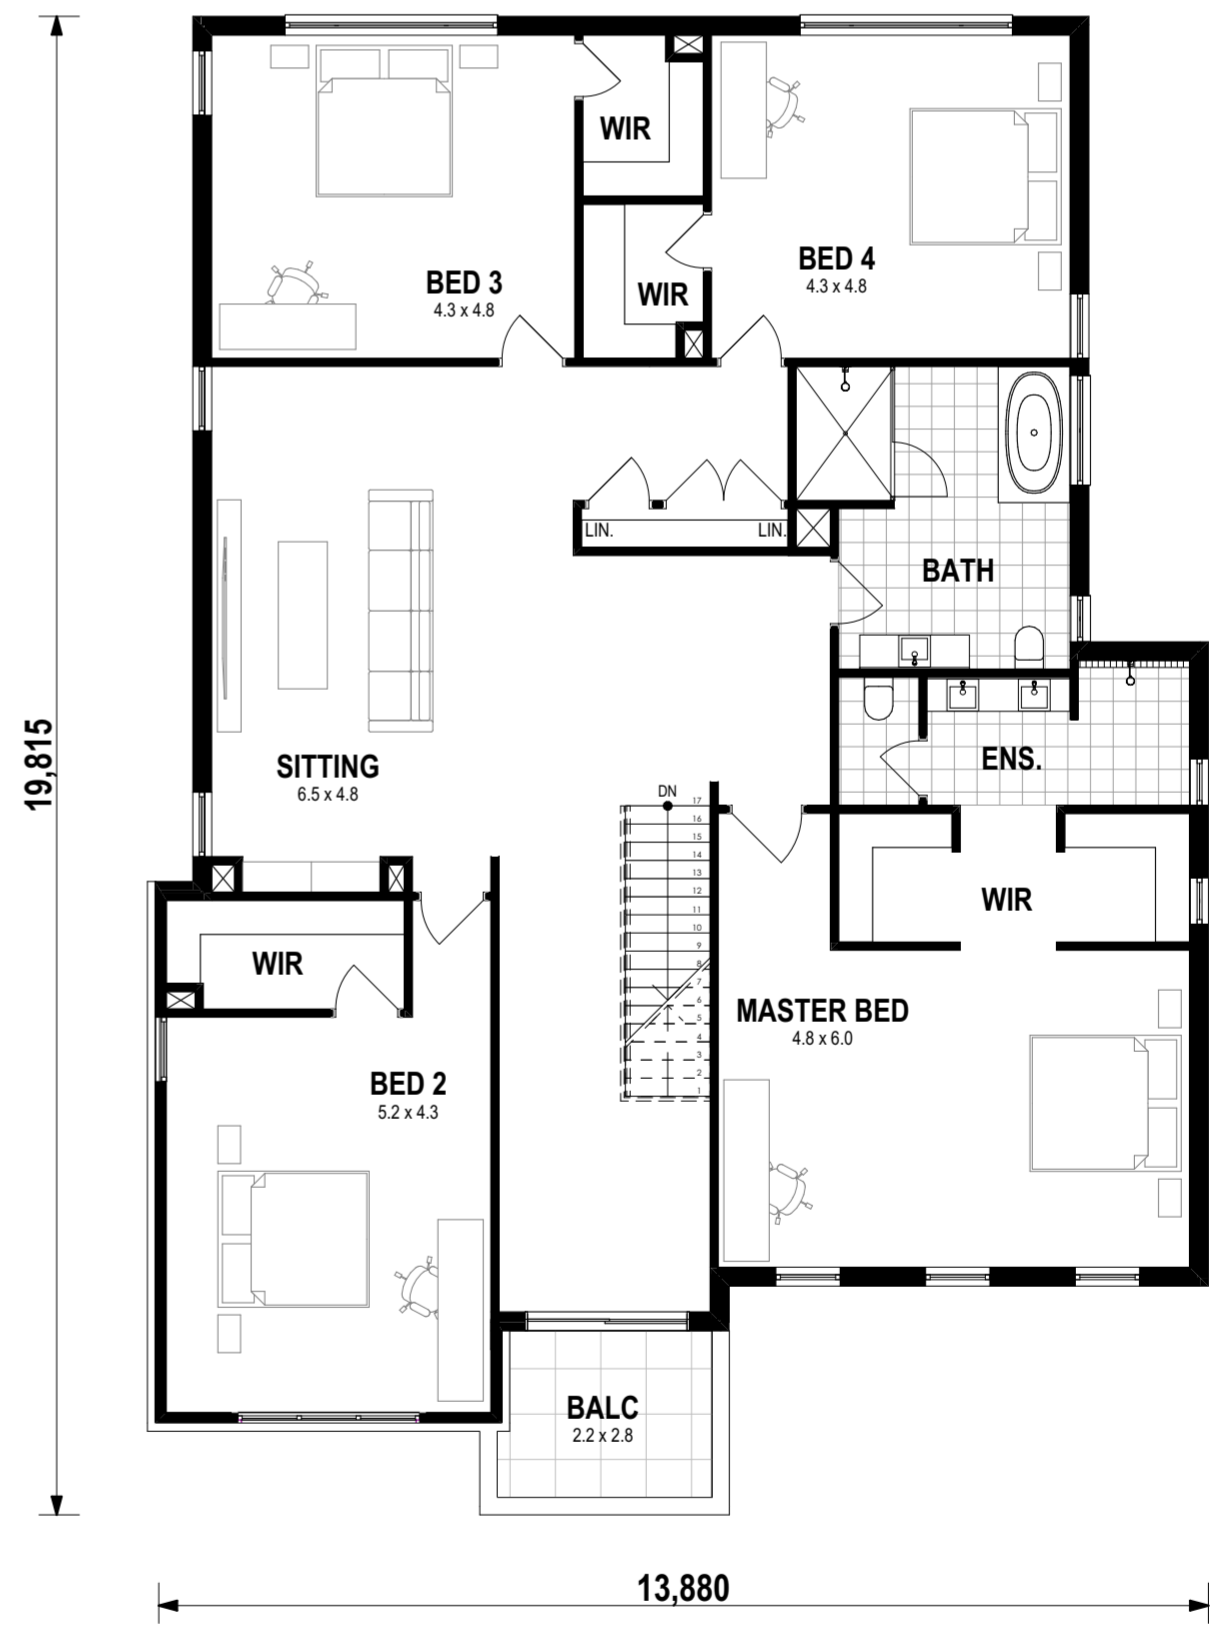 WIR
BED 4
4.3 x 4.8
BED 3
4.3 x 4.8
WIR
LIN.
LIN.
BATH
19,815
SITTING
6.5 x 4.8
ENS.
DN
17
16
15
14
13
12
11
10
9
8
7
6
5
4
3
2
1
WIR
WIR
MASTER BED
4.8 x 6.0
BED 2
5.2 x 4.3
BALC
2.2 x 2.8
13,880